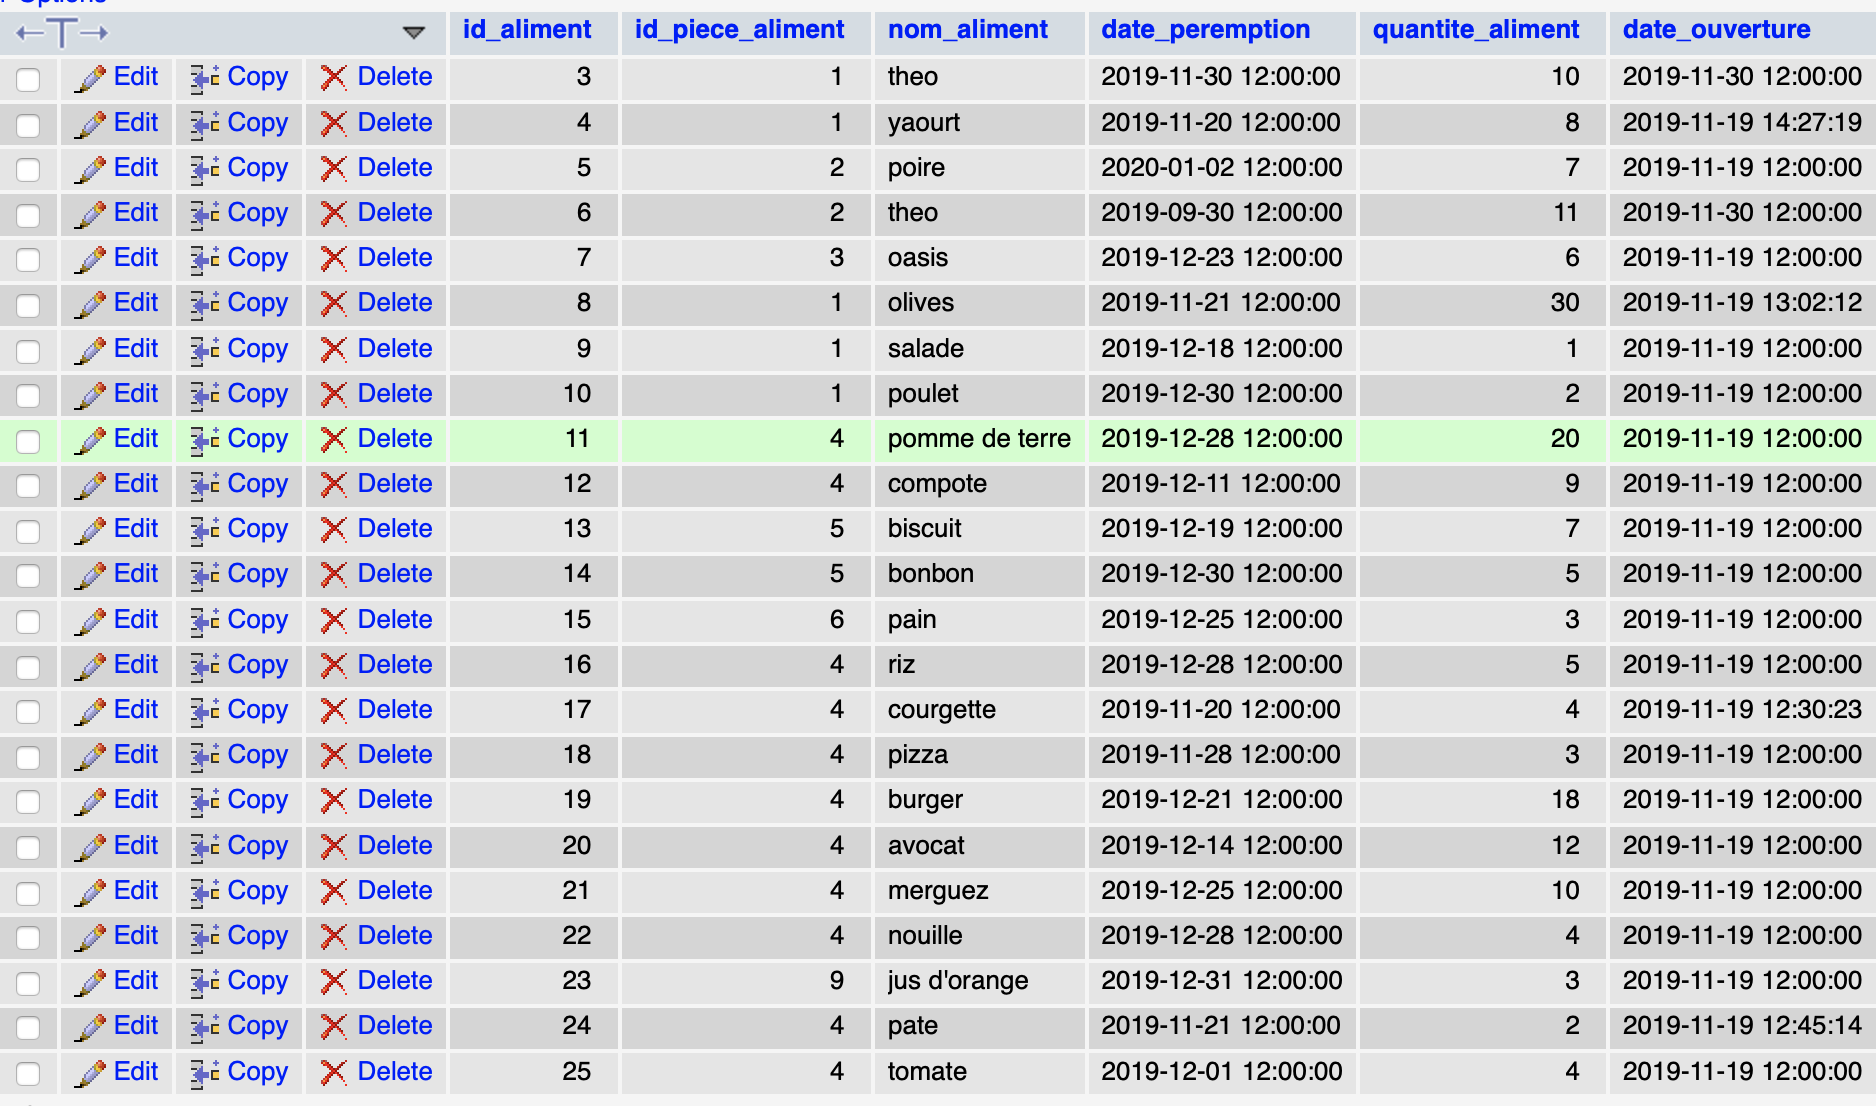 Options
id_aliment id_piece_aliment nom_aliment date_peremption quantite_aliment date_ouverture
Edit Copy Delete 3 1 theo 2019-11-30 12:00:00 10 2019-11-30 12:00:00
Edit Copy Delete 4 1 yaourt 2019-11-20 12:00:00 8 2019-11-19 14:27:19
Edit Copy Delete 5 2 poire 2020-01-02 12:00:00 7 2019-11-19 12:00:00
Edit Copy Delete 6 2 theo 2019-09-30 12:00:00 11 2019-11-30 12:00:00
Edit Copy Delete 7 3 oasis 2019-12-23 12:00:00 6 2019-11-19 12:00:00
Edit Copy Delete 8 1 olives 2019-11-21 12:00:00 30 2019-11-19 13:02:12
Edit Copy Delete 9 1 salade 2019-12-18 12:00:00 1 2019-11-19 12:00:00
Edit Copy Delete 10 1 poulet 2019-12-30 12:00:00 2 2019-11-19 12:00:00
Edit Copy Delete 11 4 pomme de terre 2019-12-28 12:00:00 20 2019-11-19 12:00:00
Edit Copy Delete 12 4 compote 2019-12-11 12:00:00 9 2019-11-19 12:00:00
Edit Copy Delete 13 5 biscuit 2019-12-19 12:00:00 7 2019-11-19 12:00:00
Edit Copy Delete 14 5 bonbon 2019-12-30 12:00:00 5 2019-11-19 12:00:00
Edit Copy Delete 15 6 pain 2019-12-25 12:00:00 3 2019-11-19 12:00:00
Edit Copy Delete 16 4 riz 2019-12-28 12:00:00 5 2019-11-19 12:00:00
Edit Copy Delete 17 4 courgette 2019-11-20 12:00:00 4 2019-11-19 12:30:23
Edit Copy Delete 18 4 pizza 2019-11-28 12:00:00 3 2019-11-19 12:00:00
Edit Copy Delete 19 4 burger 2019-12-21 12:00:00 18 2019-11-19 12:00:00
Edit Copy Delete 20 4 avocat 2019-12-14 12:00:00 12 2019-11-19 12:00:00
Edit Copy Delete 21 4 merguez 2019-12-25 12:00:00 10 2019-11-19 12:00:00
Edit Copy Delete 22 4 nouille 2019-12-28 12:00:00 4 2019-11-19 12:00:00
Edit Copy Delete 23 9 jus d'orange 2019-12-31 12:00:00 3 2019-11-19 12:00:00
Edit Copy Delete 24 4 pate 2019-11-21 12:00:00 2 2019-11-19 12:45:14
Edit Copy Delete 25 4 tomate 2019-12-01 12:00:00 4 2019-11-19 12:00:00